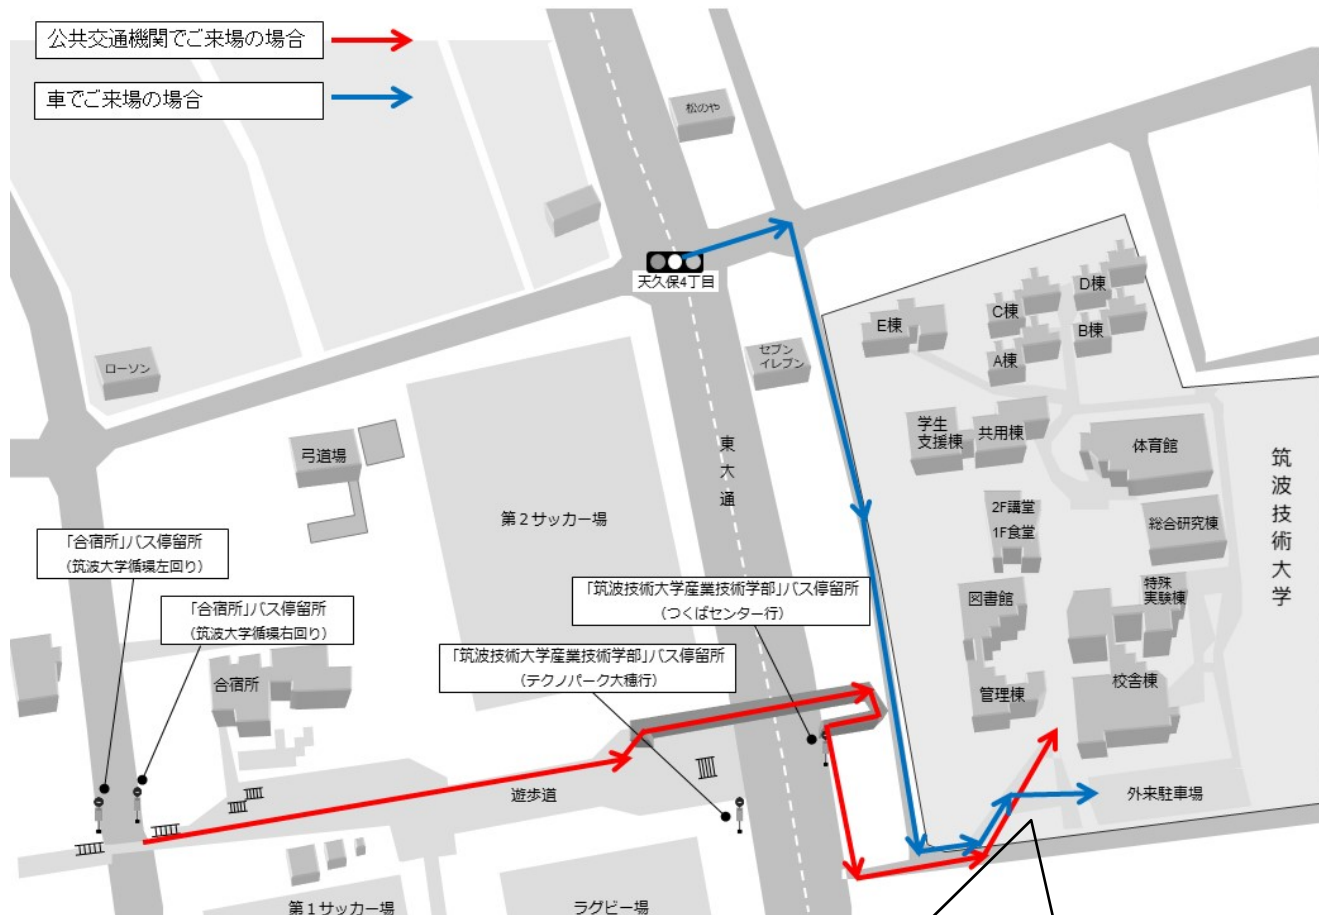 公共交通機関でご来場の場合
車でご来場の場合
松のや
天久保4丁目
ローソン
セブン
イレブン
E棟
C棟
D棟
A棟
B棟
学生
支援棟
共用棟
体育館
弓道場
東大通
筑波技術大学
第2サッカー場
2F講堂
1F食堂
総合研究棟
「合宿所」バス停留所
(筑波大学循環左回り)
「合宿所」バス停留所
(筑波大学循環右回り)
「筑波技術大学産業技術学部」バス停留所
(つくばセンター行)
「筑波技術大学産業技術学部」バス停留所
(テクノパーク大穂行)
図書館
特殊
実験棟
合宿所
管理棟
校舎棟
遊歩道
外来駐車場
第1サッカー場
ラグビー場